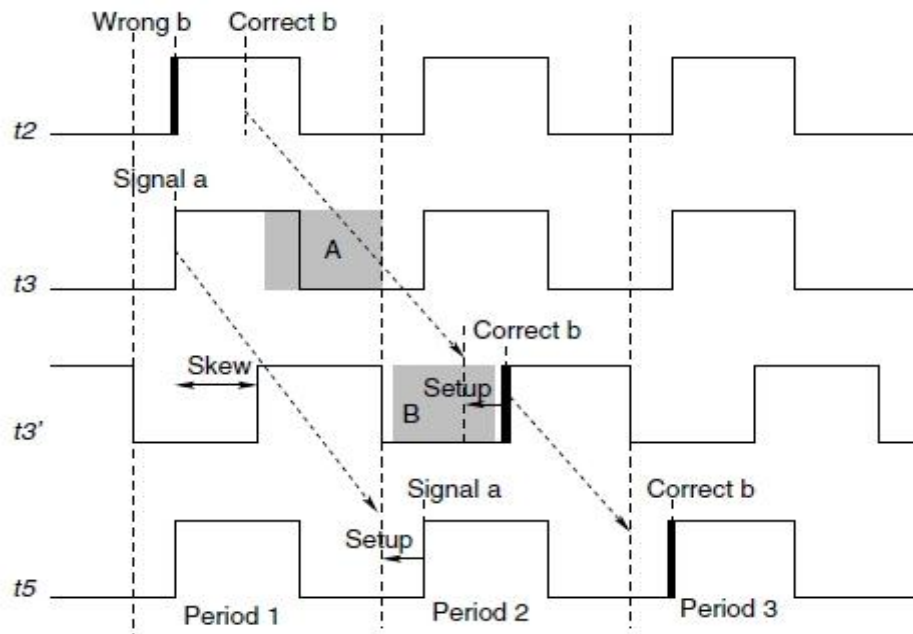 Wrong b Correct b
t2
Signal a
A
t3
Correct b
Skew
Setup
B
t3'
Signal a Correct b
Setup
t5
Period 1 Period 2 Period 3